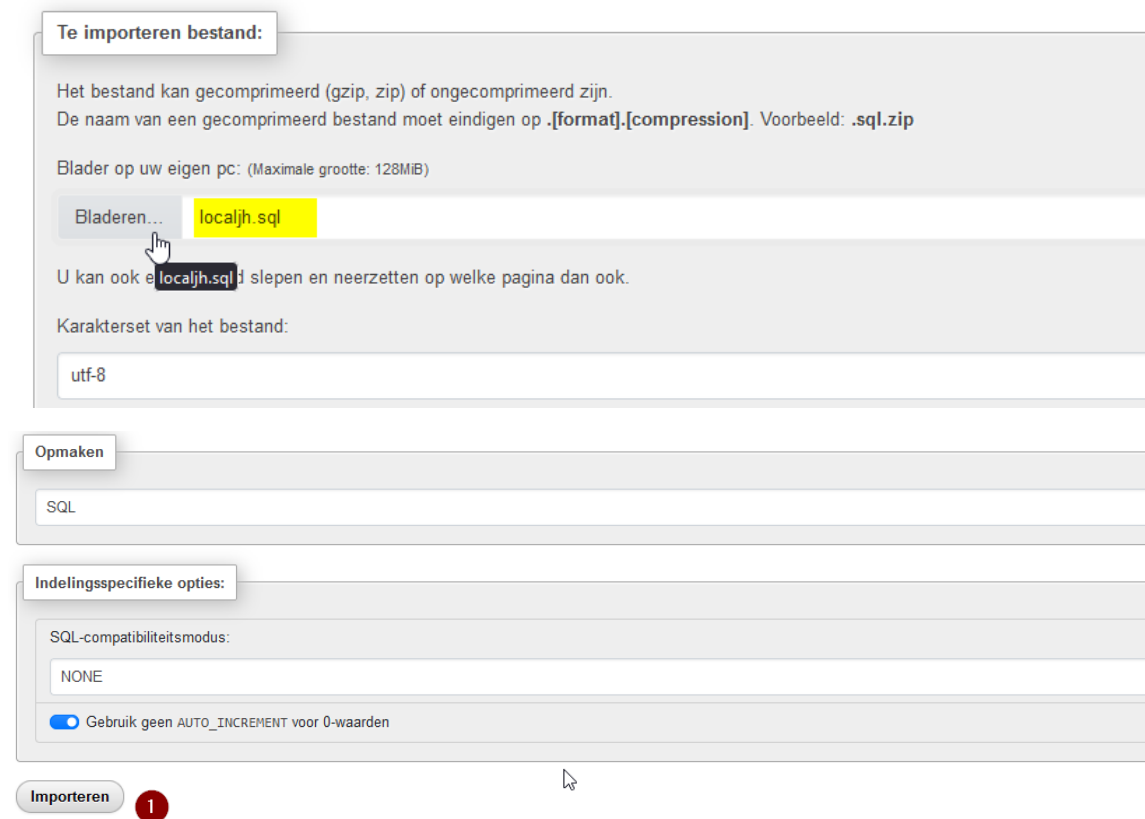 Te importeren bestand:
Het bestand kan gecomprimeerd (gzip, zip) of ongecomprimeerd zijn.
De naam van een gecomprimeerd bestand moet eindigen op .[format].[compression]. Voorbeeld: .sql.zip
Blader op uw eigen pc: (Maximale grootte: 128MiB)
Bladeren... localjh.sql
U kan ook e localjh.sql d slepen en neerzetten op welke pagina dan ook.
Karakterset van het bestand:
utf-8
Opmaken
SQL
Indelingsspecifieke opties:
SQL-compatibiliteitsmodus:
NONE
Gebruik geen AUTO_INCREMENT voor 0-waarden
Importeren 1